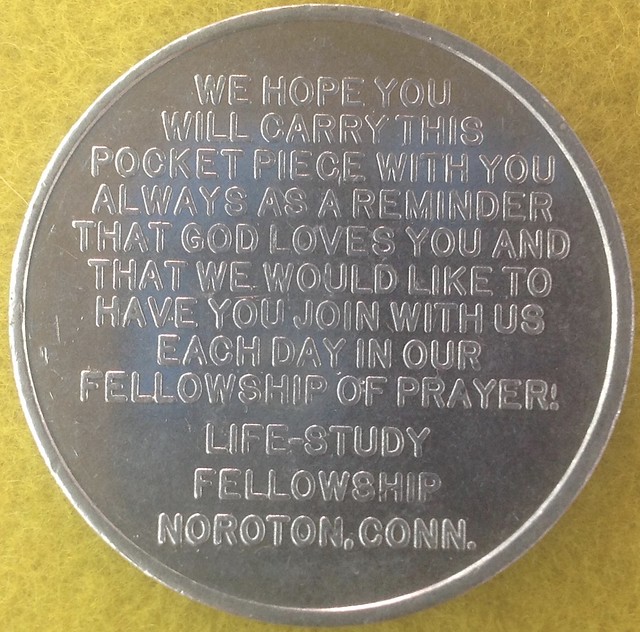 WE HOPE YOU
WILL CARRY THIS
POCKET PIECE WITH YOU
ALWAYS AS A REMINDER
THAT GOD LOVES YOU AND
THAT WE WOULD LIKE TO
HAVE YOU JOIN WITH US
EACH DAY IN OUR
FELLOWSHIP OF PRAYER!
LIFE-STUDY
FELLOWSHIP
NOROTON, CONN.